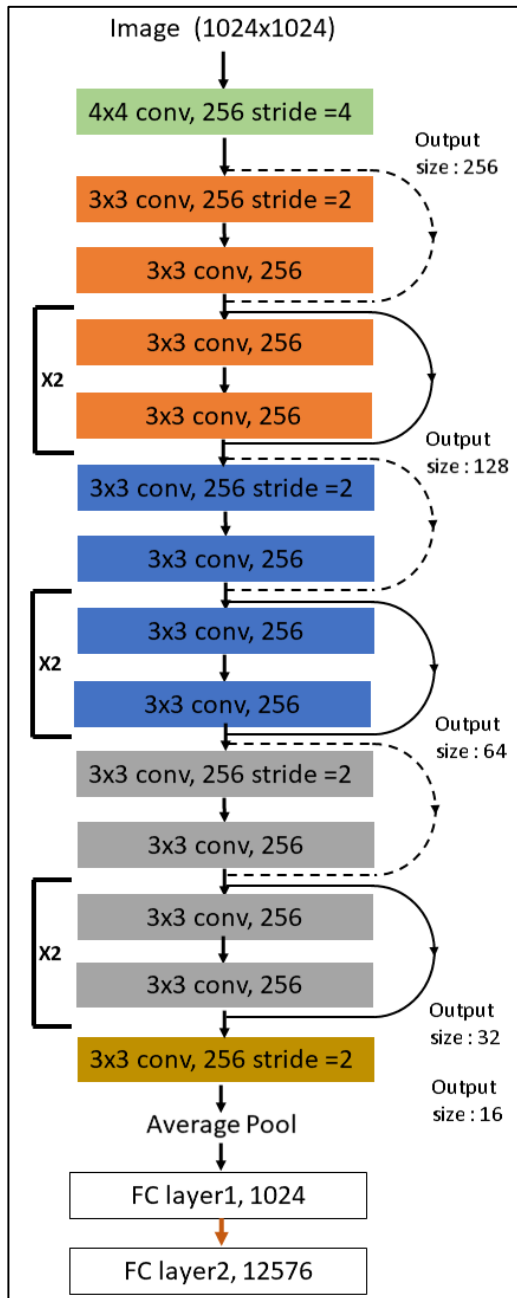 Image (1024x1024)
4x4 conv, 256 stride =4
Output
size : 256
3x3 conv, 256 stride =2
3x3 conv, 256
3x3 conv, 256
X2
3x3 conv, 256
Output
size : 128
3x3 conv, 256 stride =2
3x3 conv, 256
3x3 conv, 256
X2
3x3 conv, 256
Output
size : 64
3x3 conv, 256 stride =2
3x3 conv, 256
3x3 conv, 256
X2
3x3 conv, 256
Output
size : 32
3x3 conv, 256 stride =2
Output
size : 16
Average Pool
FC layer1, 1024
FC layer2, 12576